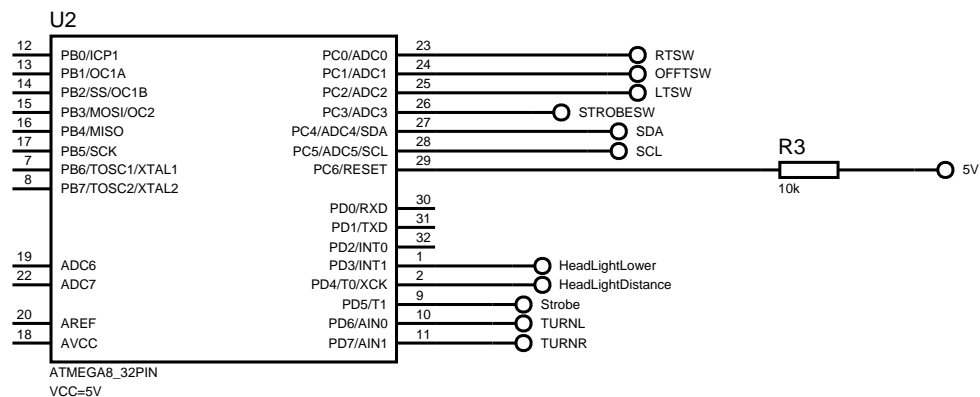 U2
12 PB0/ICP1 PC0/ADC0 23 RTSW
13 PB1/OC1A PC1/ADC1 24 OFFTSW
14 PB2/SS/OC1B PC2/ADC2 25 LTSW
15 PB3/MOSI/OC2 PC3/ADC3 26 STROBESW
16 PB4/MISO PC4/ADC4/SDA 27 SDA
17 PB5/SCK PC5/ADC5/SCL 28 SCL
R3
7 PB6/TOSC1/XTAL1 PC6/RESET 29 5V
8 PB7/TOSC2/XTAL2 10k
PD0/RXD 30
PD1/TXD 31
PD2/INT0 32
19 ADC6 PD3/INT1 1 HeadLightLower
22 ADC7 PD4/T0/XCK 2 HeadLightDistance
PD5/T1 9 Strobe
20 AREF PD6/AIN0 10 TURNL
18 AVCC PD7/AIN1 11 TURNR
ATMEGA8_32PIN
VCC=5V